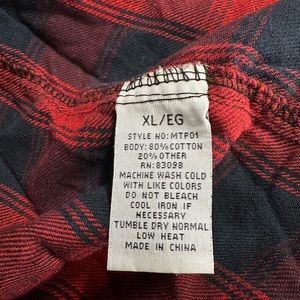 XL/EG
STYLE NO: MTP01
BODY: 80% COTTON
20% OTHER
RN: 83098
MACHINE WASH COLD
WITH LIKE COLORS
DO NOT BLEACH
COOL IRON IF
NECESSARY
TUMBLE DRY NORMAL
LOW HEAT
MADE IN CHINA